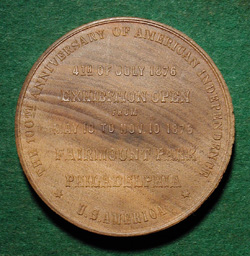 THE 100TH ANNIVERSARY OF AMERICAN INDEPENDENCE
4TH OF JULY 1876
EXHIBITION OPEN
FROM
MAY 10 TO NOV 10 1876
FAIRMOUNT PARK
PHILADELPHIA
U.S. AMERICA